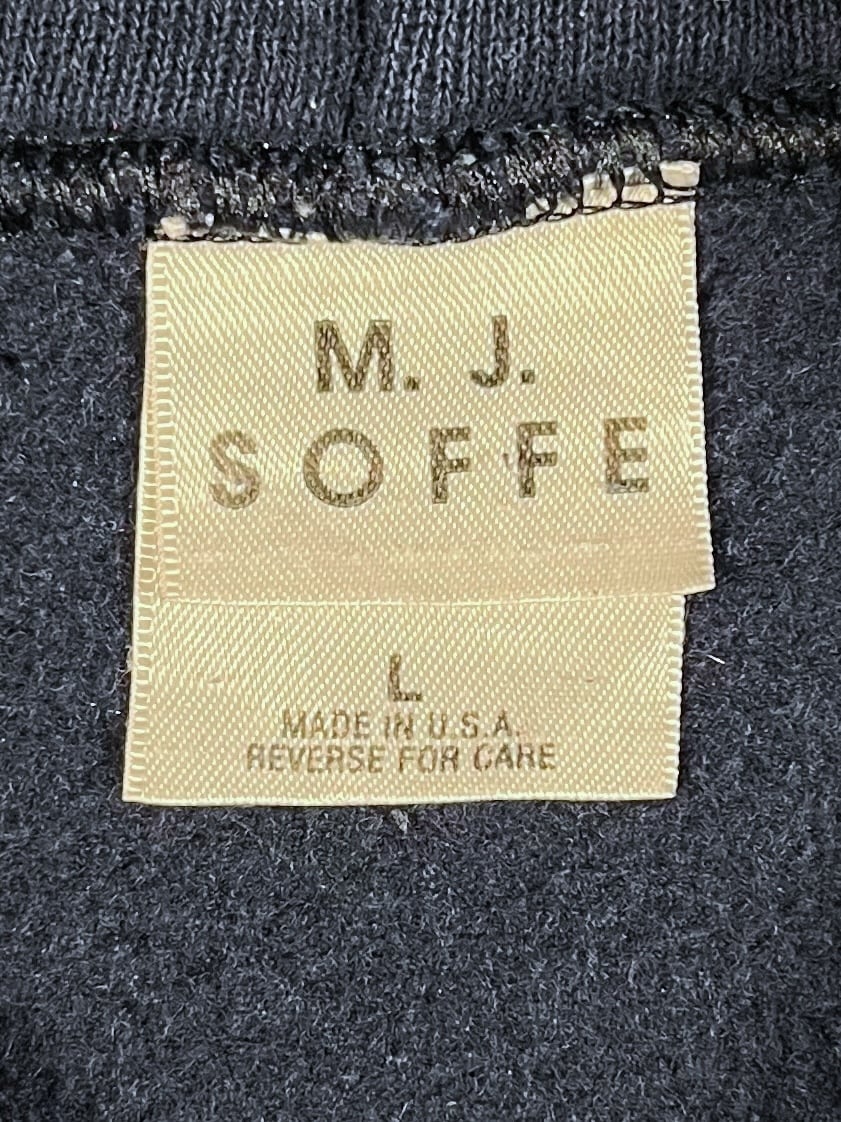 M. J.
SOFFE
L
MADE IN U.S.A.
REVERSE FOR CARE